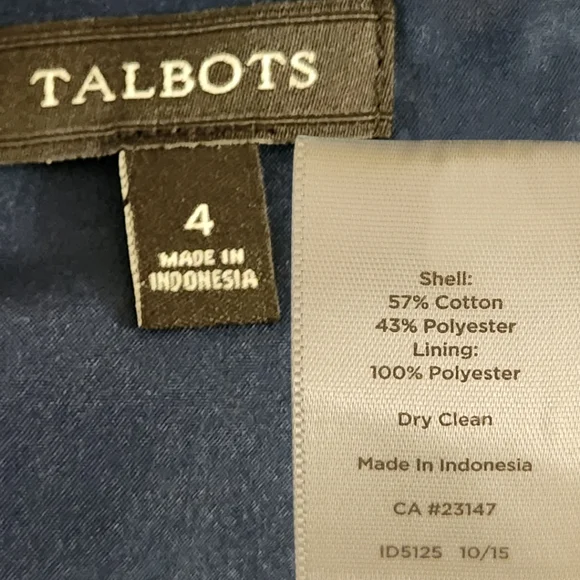 TALBOTS
4
MADE IN
INDONESIA
Shell:
57% Cotton
43% Polyester
Lining:
100% Polyester
Dry Clean
Made In Indonesia
CA #23147
ID5125 10/15